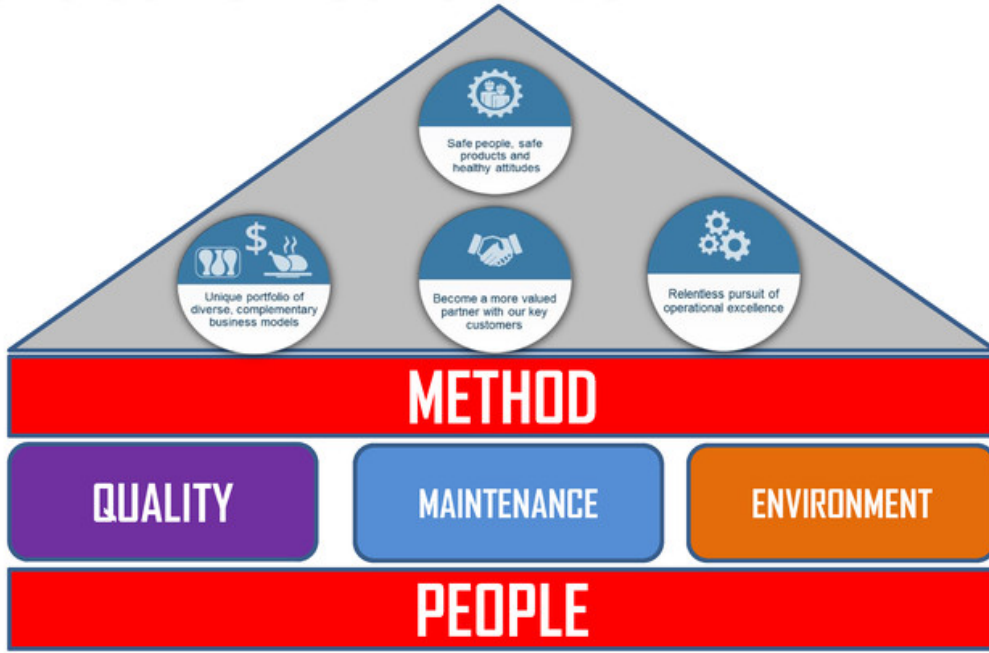 Safe people, safe
products and
healthy attitudes
$
Unique portfolio of
diverse, complementary
business models
Become a more valued
partner with our key
customers
Relentless pursuit of
operational excellence
METHOD
QUALITY
MAINTENANCE
ENVIRONMENT
PEOPLE